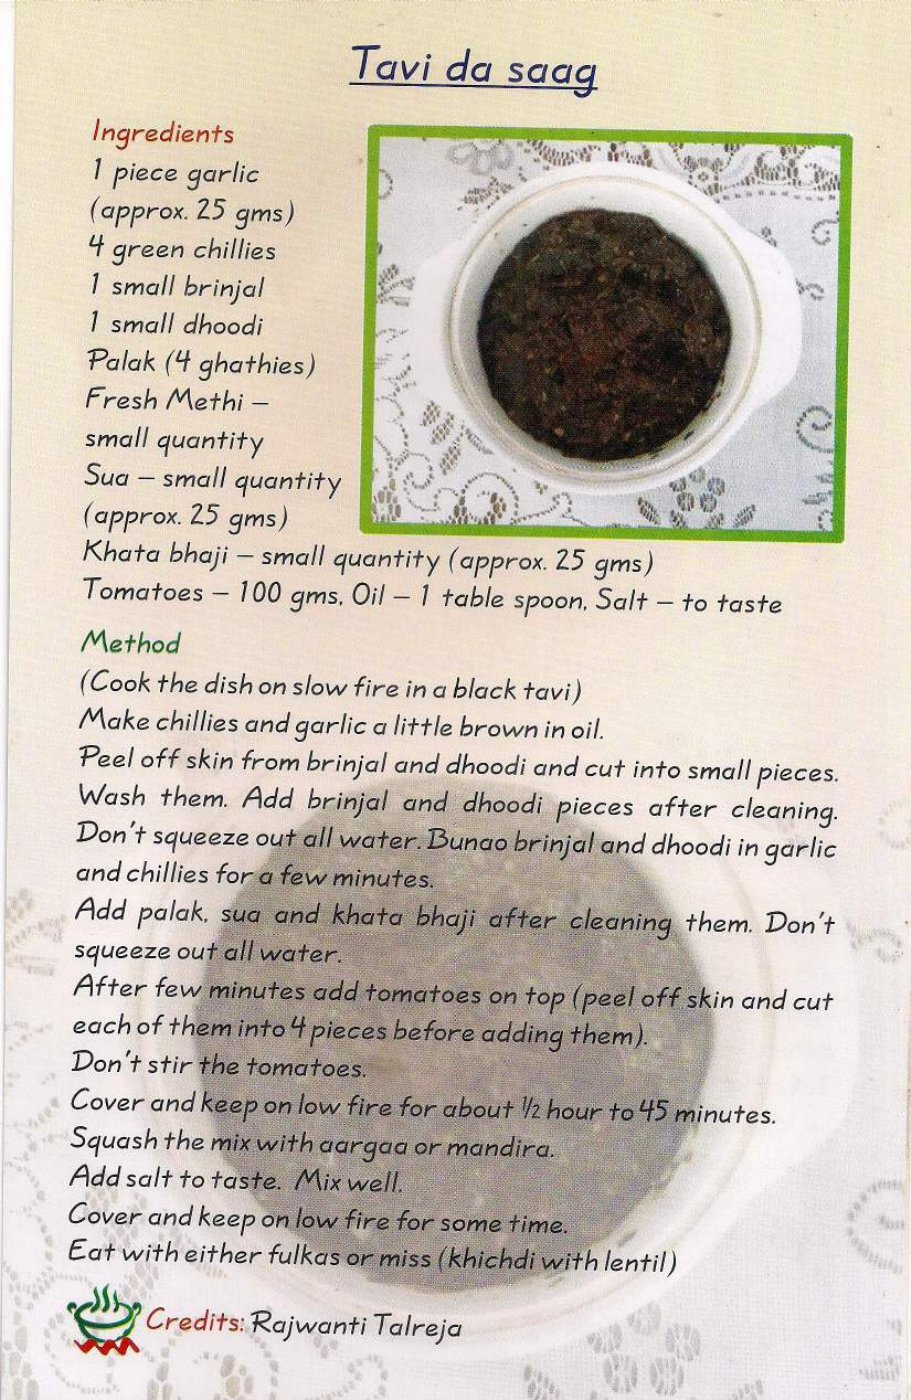 Tavi da saag
Ingredients
1 piece garlic
(approx. 25 gms)
4 green chillies
1 small brinjal
1 small dhoodi
Palak (4 ghathies)
Fresh Methi –
small quantity
Sua – small quantity
(approx. 25 gms)
Khata bhaji – small quantity (approx. 25 gms)
Tomatoes – 100 gms, Oil – 1 table spoon, Salt – to taste
Method
(Cook the dish on slow fire in a black tavi)
Make chillies and garlic a little brown in oil.
Peel off skin from brinjal and dhoodi and cut into small pieces.
Wash them. Add brinjal and dhoodi pieces after cleaning.
Don't squeeze out all water. Bunao brinjal and dhoodi in garlic
and chillies for a few minutes.
Add palak, sua and khata bhaji after cleaning them. Don't
squeeze out all water.
After few minutes add tomatoes on top (peel off skin and cut
each of them into 4 pieces before adding them).
Don't stir the tomatoes.
Cover and keep on low fire for about ½ hour to 45 minutes.
Squash the mix with aargaa or mandira.
Add salt to taste. Mix well.
Cover and keep on low fire for some time.
Eat with either fulkas or miss (khichdi with lentil)
Credits: Rajwanti Talreja